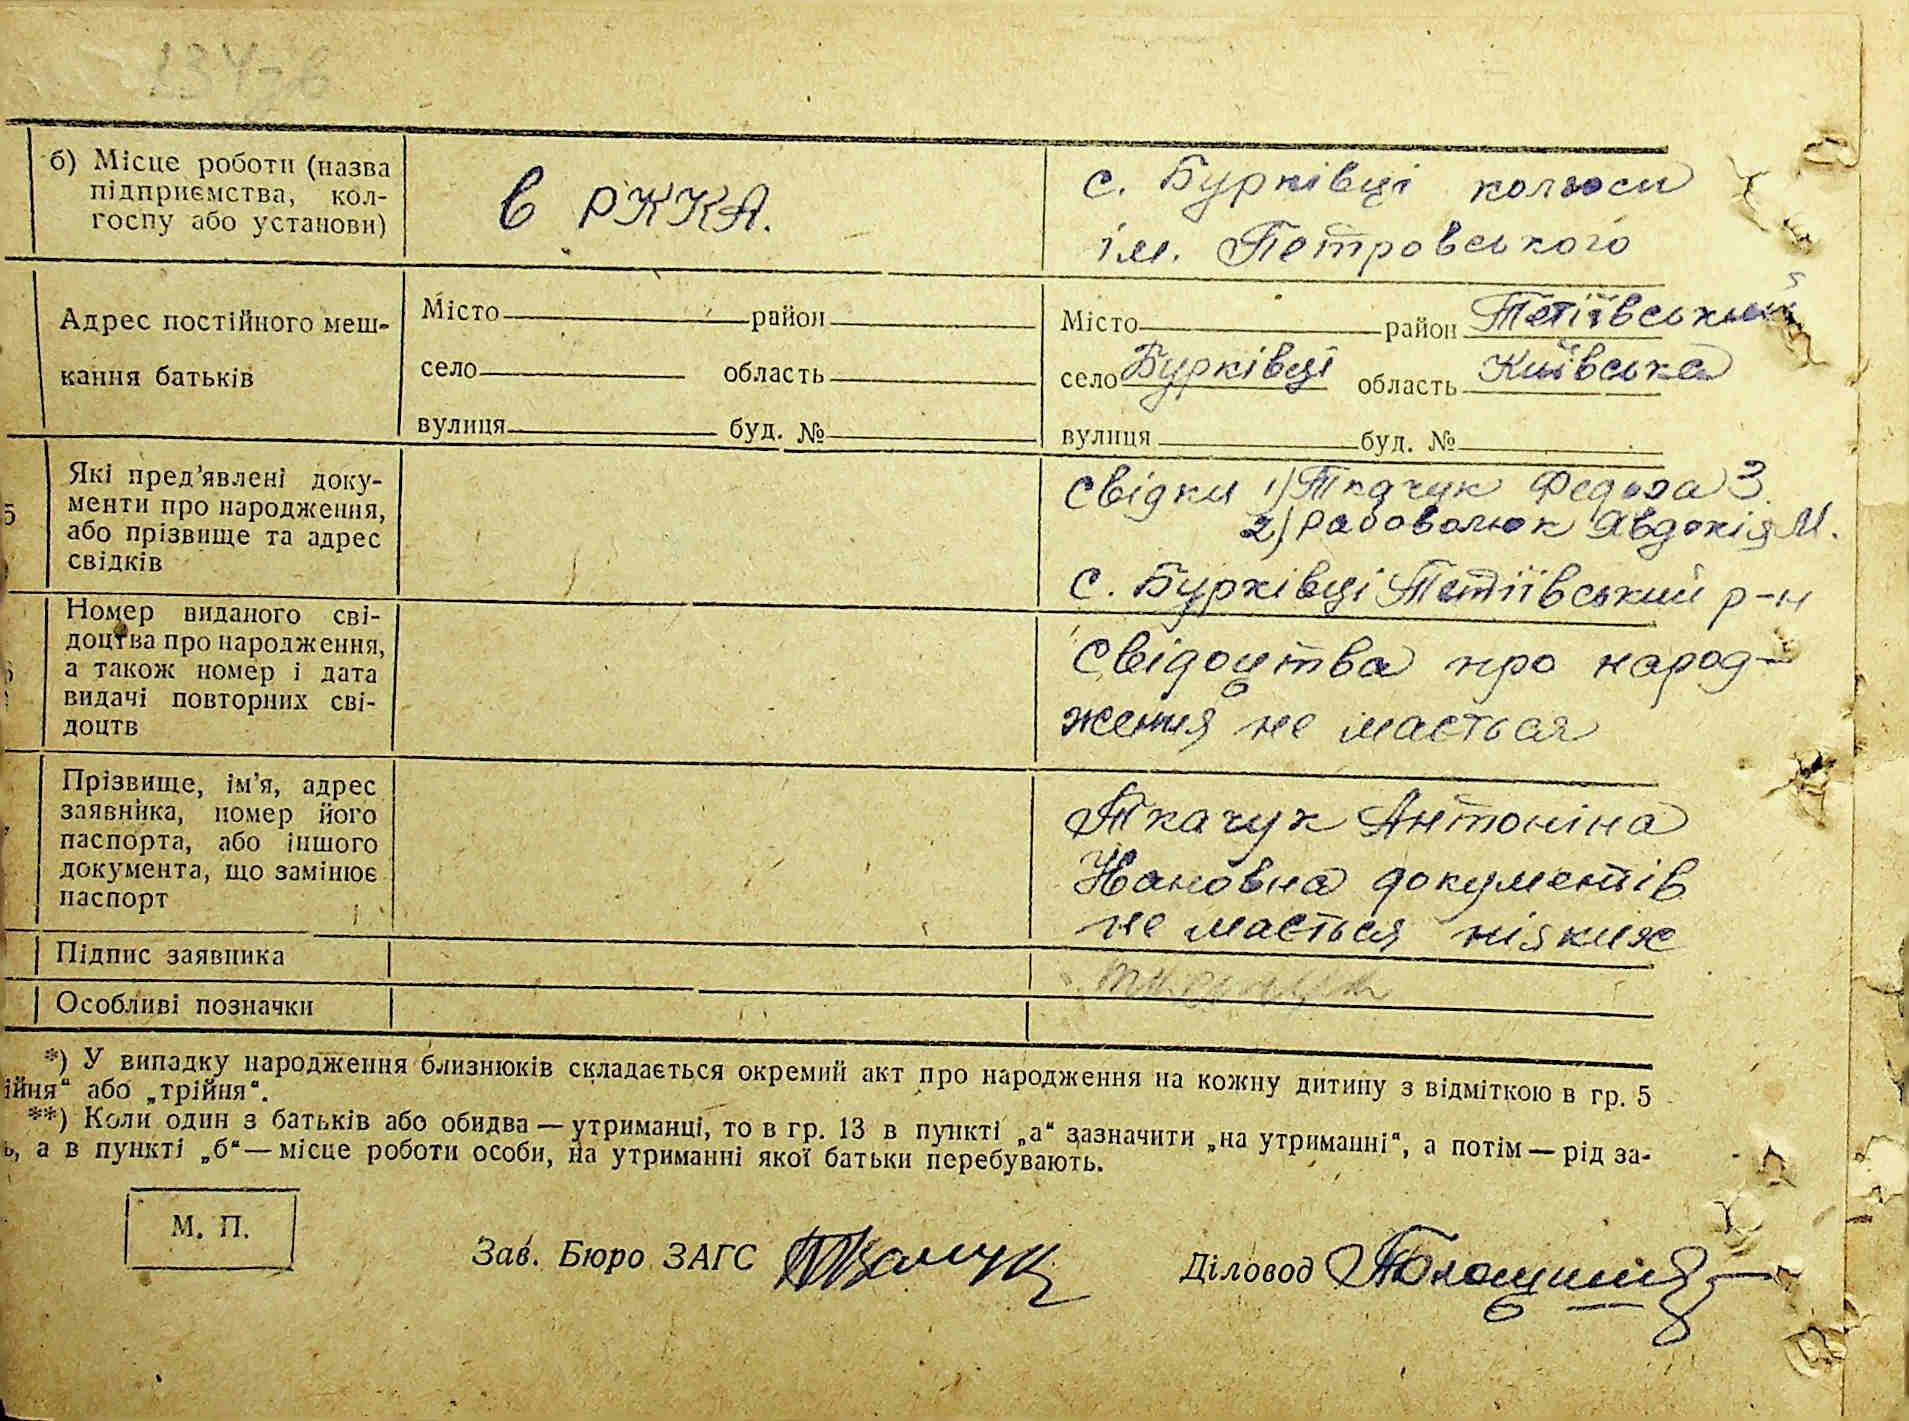 134зв
б) Місце роботи (назва
підприємства, кол-
госпу або установи)
в РККА.
с. Бурківці колюси
ім. Петровського
Адрес постійного меш-
кання батьків
Місто район
село область
вулиця буд. №
Місто район Тетіївський
село Бурківці область Київська
вулиця буд. №
5
Які пред'явлені доку-
менти про народження,
або прізвище та адрес
свідків
Свідки 1) Ткачук Федора З.
2) Рабоволюк Явдокія М.
с. Бурківці Тетіївський р-н
Номер виданого сві-
доцтва про народження,
а також номер і дата
видачі повторних сві-
доцтв
Свідоцтва про народ-
ження не мається
Прізвище, ім'я, адрес
заявника, номер його
паспорта, або іншого
документа, що замінює
паспорт
Ткачук Антоніна
Івановна документів
не мається ніяких
Підпис заявника
Особливі позначки
*) У випадку народження близнюків складається окремий акт про народження на кожну дитину з відміткою в гр. 5
ійня“ або „трійня“.
**) Коли один з батьків або обидва — утриманці, то в гр. 13 в пункті „а“ зазначити „на утриманні“, а потім — рід за-
ь, а в пункті „б“ — місце роботи особи, на утриманні якої батьки перебувають.
М. П.
Зав. Бюро ЗАГС
Діловод